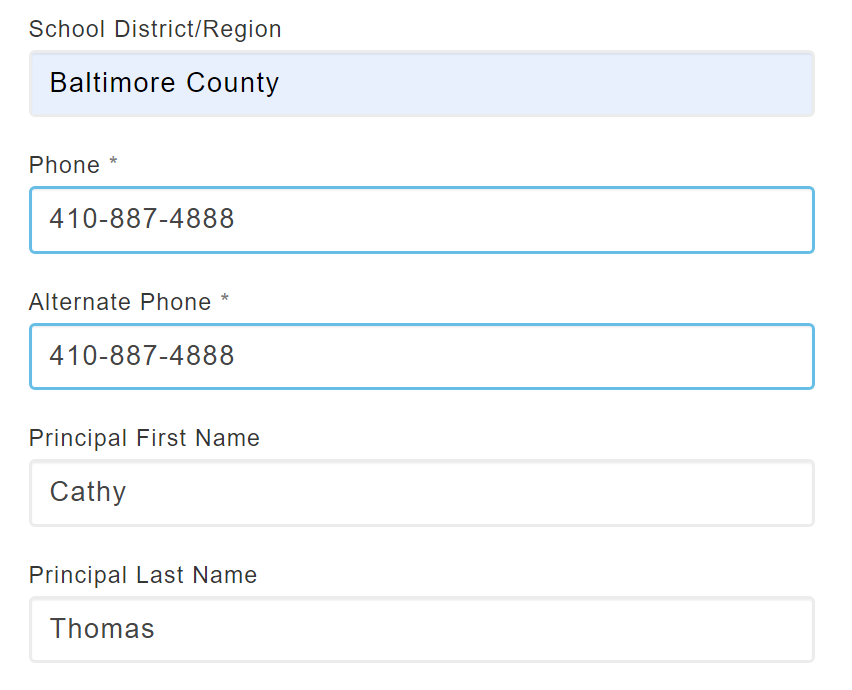 School District/Region
Baltimore County
Phone *
410-887-4888
Alternate Phone *
410-887-4888
Principal First Name
Cathy
Principal Last Name
Thomas